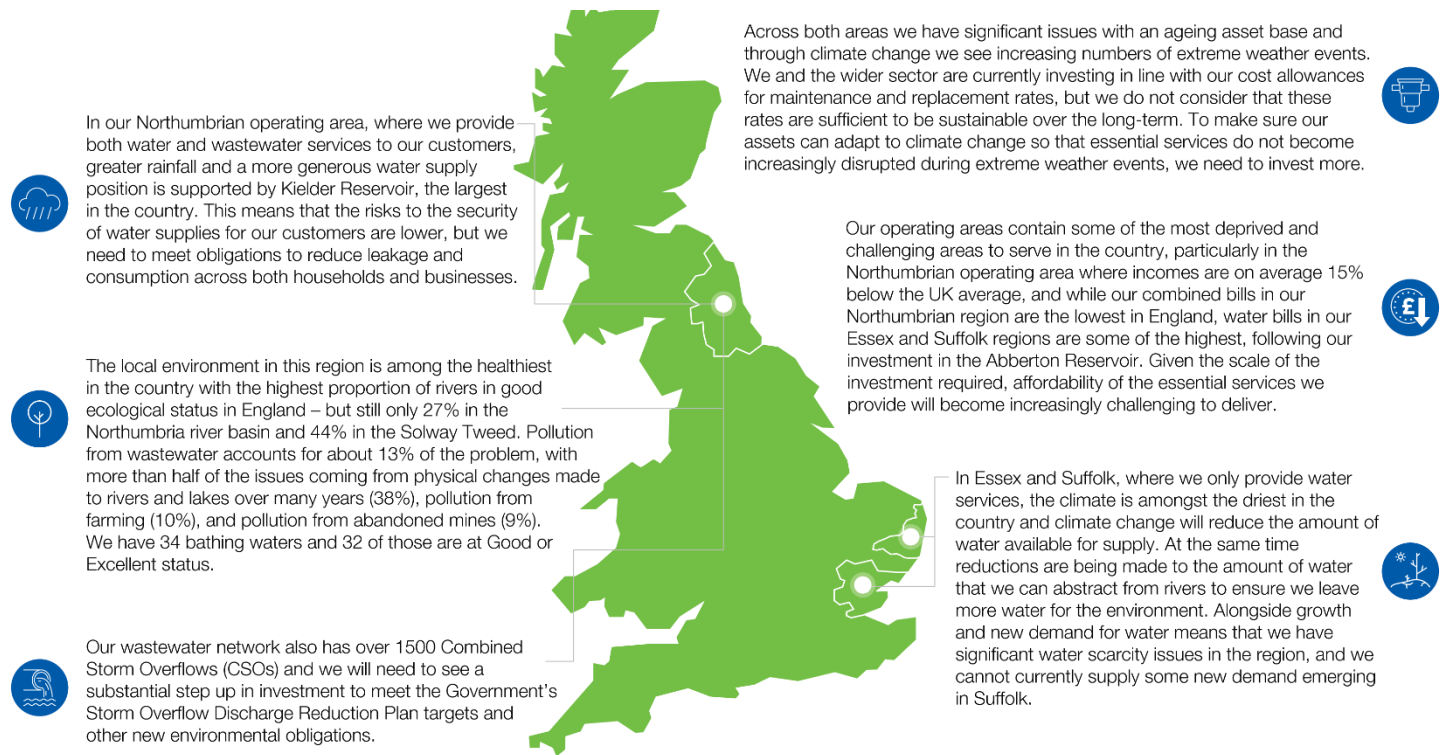 In our Northumbrian operating area, where we provide
both water and wastewater services to our customers,
greater rainfall and a more generous water supply
position is supported by Kielder Reservoir, the largest
in the country. This means that the risks to the security
of water supplies for our customers are lower, but we
need to meet obligations to reduce leakage and
consumption across both households and businesses.
The local environment in this region is among the healthiest
in the country with the highest proportion of rivers in good
ecological status in England – but still only 27% in the
Northumbria river basin and 44% in the Solway Tweed. Pollution
from wastewater accounts for about 13% of the problem, with
more than half of the issues coming from physical changes made
to rivers and lakes over many years (38%), pollution from
farming (10%), and pollution from abandoned mines (9%).
We have 34 bathing waters and 32 of those are at Good or
Excellent status.
Our wastewater network also has over 1500 Combined
Storm Overflows (CSOs) and we will need to see a
substantial step up in investment to meet the Government's
Storm Overflow Discharge Reduction Plan targets and
other new environmental obligations.
Across both areas we have significant issues with an ageing asset base and
through climate change we see increasing numbers of extreme weather events.
We and the wider sector are currently investing in line with our cost allowances
for maintenance and replacement rates, but we do not consider that these
rates are sufficient to be sustainable over the long-term. To make sure our
assets can adapt to climate change so that essential services do not become
increasingly disrupted during extreme weather events, we need to invest more.
Our operating areas contain some of the most deprived and
challenging areas to serve in the country, particularly in the
Northumbrian operating area where incomes are on average 15%
below the UK average, and while our combined bills in our
Northumbrian region are the lowest in England, water bills in our
Essex and Suffolk regions are some of the highest, following our
investment in the Abberton Reservoir. Given the scale of the
investment required, affordability of the essential services we
provide will become increasingly challenging to deliver.
£
In Essex and Suffolk, where we only provide water
services, the climate is amongst the driest in the
country and climate change will reduce the amount of
water available for supply. At the same time
reductions are being made to the amount of water
that we can abstract from rivers to ensure we leave
more water for the environment. Alongside growth
and new demand for water means that we have
significant water scarcity issues in the region, and we
cannot currently supply some new demand emerging
in Suffolk.